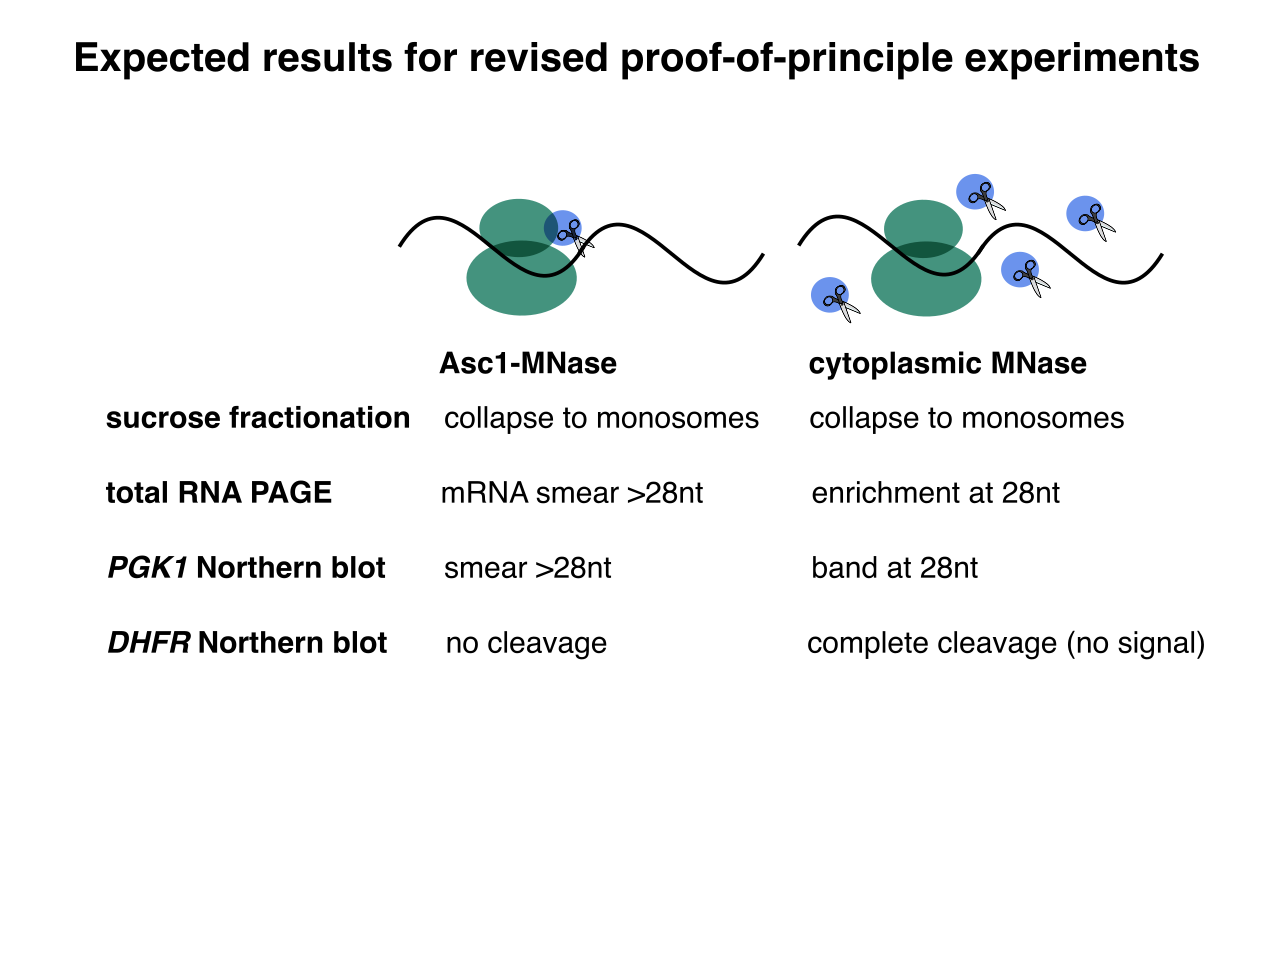 Expected results for revised proof-of-principle experiments
Asc1-MNase cytoplasmic MNase
sucrose fractionation collapse to monosomes collapse to monosomes
total RNA PAGE mRNA smear >28nt enrichment at 28nt
PGK1 Northern blot smear >28nt band at 28nt
DHFR Northern blot no cleavage complete cleavage (no signal)